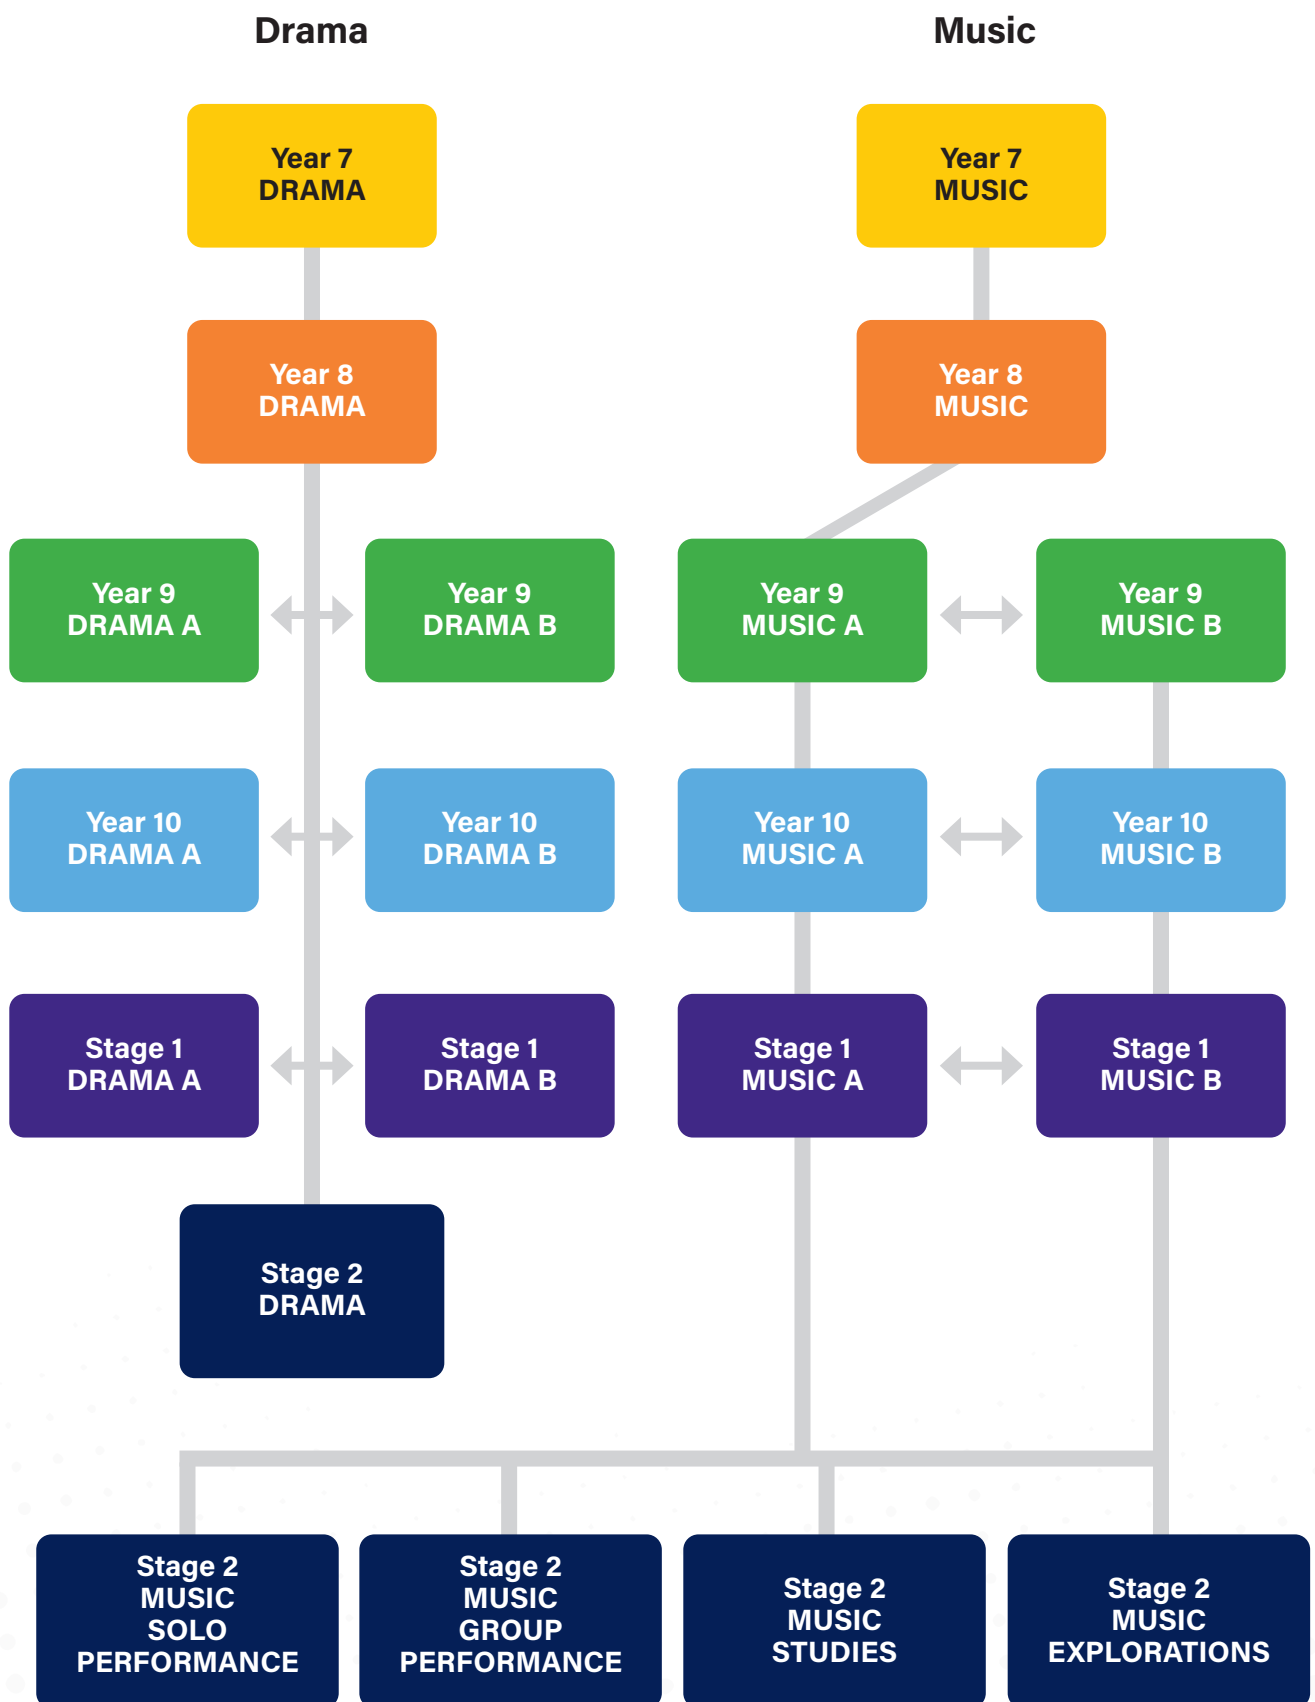 Drama
Music
Year 7
DRAMA
Year 7
MUSIC
Year 8
DRAMA
Year 8
MUSIC
Year 9
DRAMA A
Year 9
DRAMA B
Year 9
MUSIC A
Year 9
MUSIC B
Year 10
DRAMA A
Year 10
DRAMA B
Year 10
MUSIC A
Year 10
MUSIC B
Stage 1
DRAMA A
Stage 1
DRAMA B
Stage 1
MUSIC A
Stage 1
MUSIC B
Stage 2
DRAMA
Stage 2
MUSIC
SOLO
PERFORMANCE
Stage 2
MUSIC
GROUP
PERFORMANCE
Stage 2
MUSIC
STUDIES
Stage 2
MUSIC
EXPLORATIONS